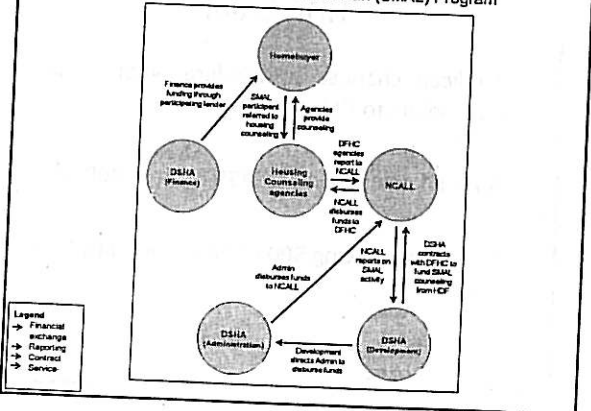 (SMAL) Program
Homebuyer
Finance provides
funding through
participating lender
SMAL
participant
referred to
housing
counseling
Agencies
provide
counseling
DSHA
(Finance)
Housing
Counseling
agencies
DFHC
agencies
report to
NCALL
NCALL
disburses
funds to
DFHC
NCALL
Admin
disburses funds
to NCALL
NCALL
reports on
SMAL
activity
DSHA
contracts
with DFHC to
fund SMAL
counseling
from HDF
DSHA
(Administration)
Development
directs Admin to
disburse funds
DSHA
(Development)
Legend
→ Financial
exchange
→ Reporting
→ Contract
→ Service